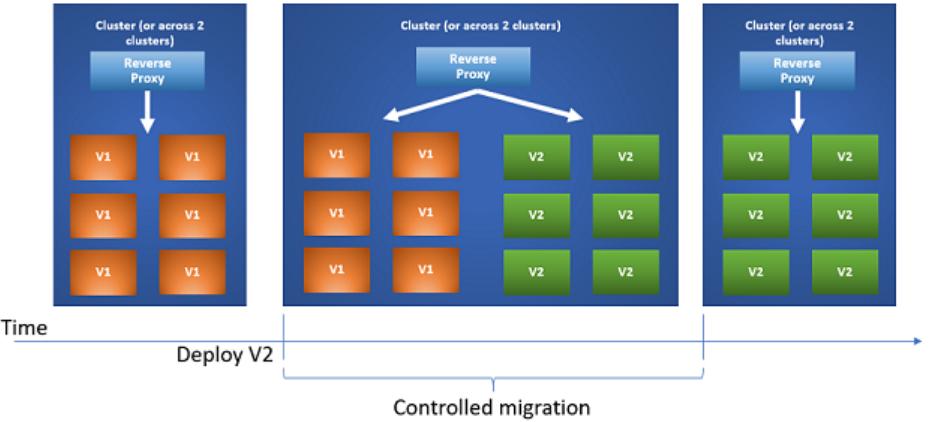 Cluster (or across 2
clusters)
Reverse
Proxy
V1 V1
V1 V1
V1 V1
Cluster (or across 2 clusters)
Reverse
Proxy
V1 V1 V2 V2
V1 V1 V2 V2
V1 V1 V2 V2
Cluster (or across 2
clusters)
Reverse
Proxy
V2 V2
V2 V2
V2 V2
Time
Deploy V2
Controlled migration